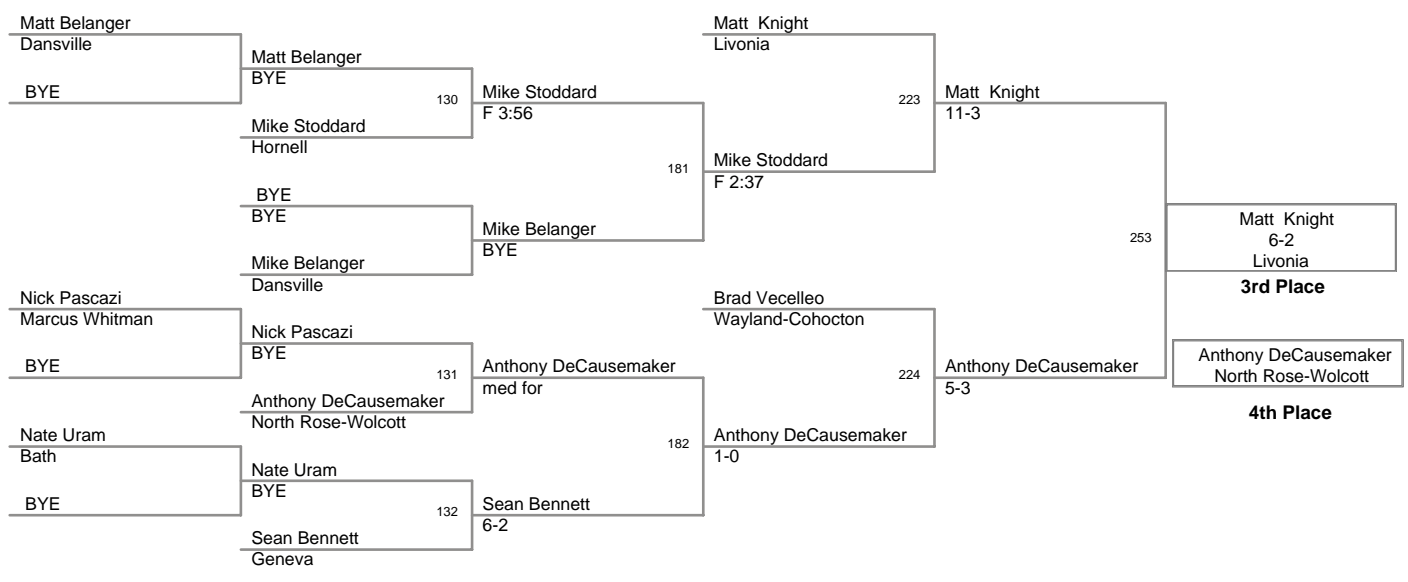 Matt Belanger
Dansville
BYE
Matt Belanger
BYE
130
Mike Stoddard
Hornell
Mike Stoddard
F 3:56
BYE
BYE
Mike Belanger
Dansville
Mike Belanger
BYE
181
Mike Stoddard
F 2:37
Matt  Knight
Livonia
223
Matt  Knight
11-3
Nick Pascazi
Marcus Whitman
BYE
Nick Pascazi
BYE
131
Anthony DeCausemaker
North Rose-Wolcott
Anthony DeCausemaker
med for
Nate Uram
Bath
BYE
Nate Uram
BYE
132
Sean Bennett
Geneva
Sean Bennett
6-2
182
Anthony DeCausemaker
1-0
Brad Vecelleo
Wayland-Cohocton
224
Anthony DeCausemaker
5-3
253
Matt  Knight
6-2
Livonia
3rd Place
Anthony DeCausemaker
North Rose-Wolcott
4th Place